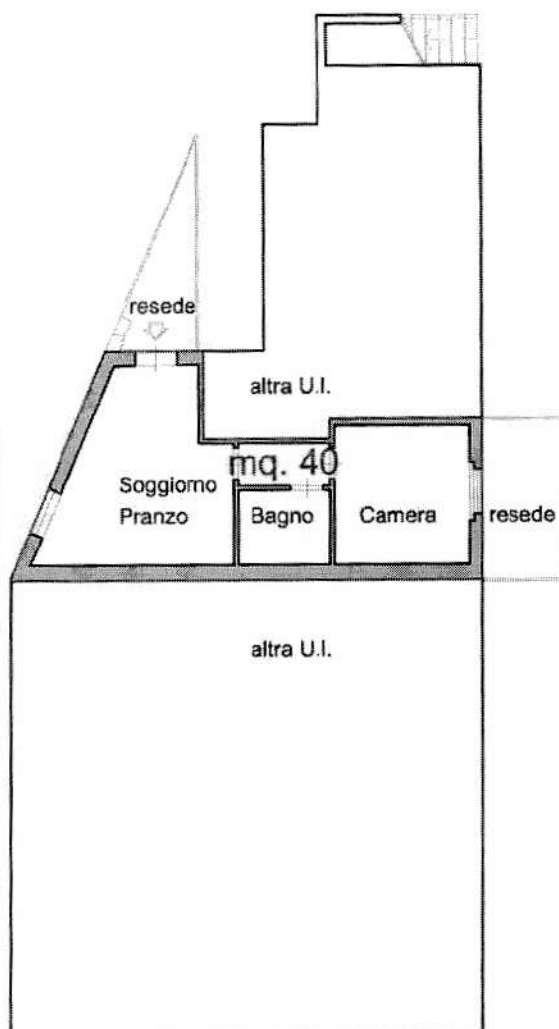 resede
altra U.I.
mq. 40
Soggiorno
Pranzo
Bagno
Camera
resede
altra U.I.